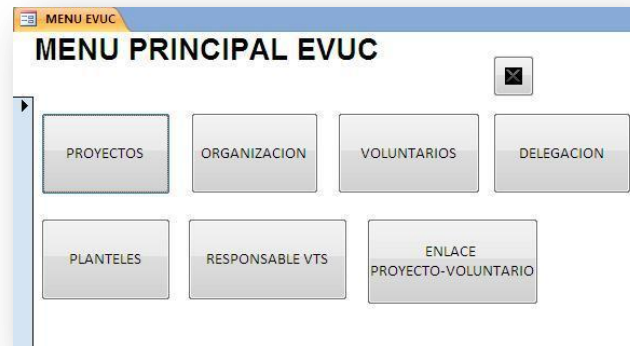 MENU EVUC
MENU PRINCIPAL EVUC
PROYECTOS
ORGANIZACION
VOLUNTARIOS
DELEGACION
PLANTELES
RESPONSABLE VTS
ENLACE
PROYECTO-VOLUNTARIO